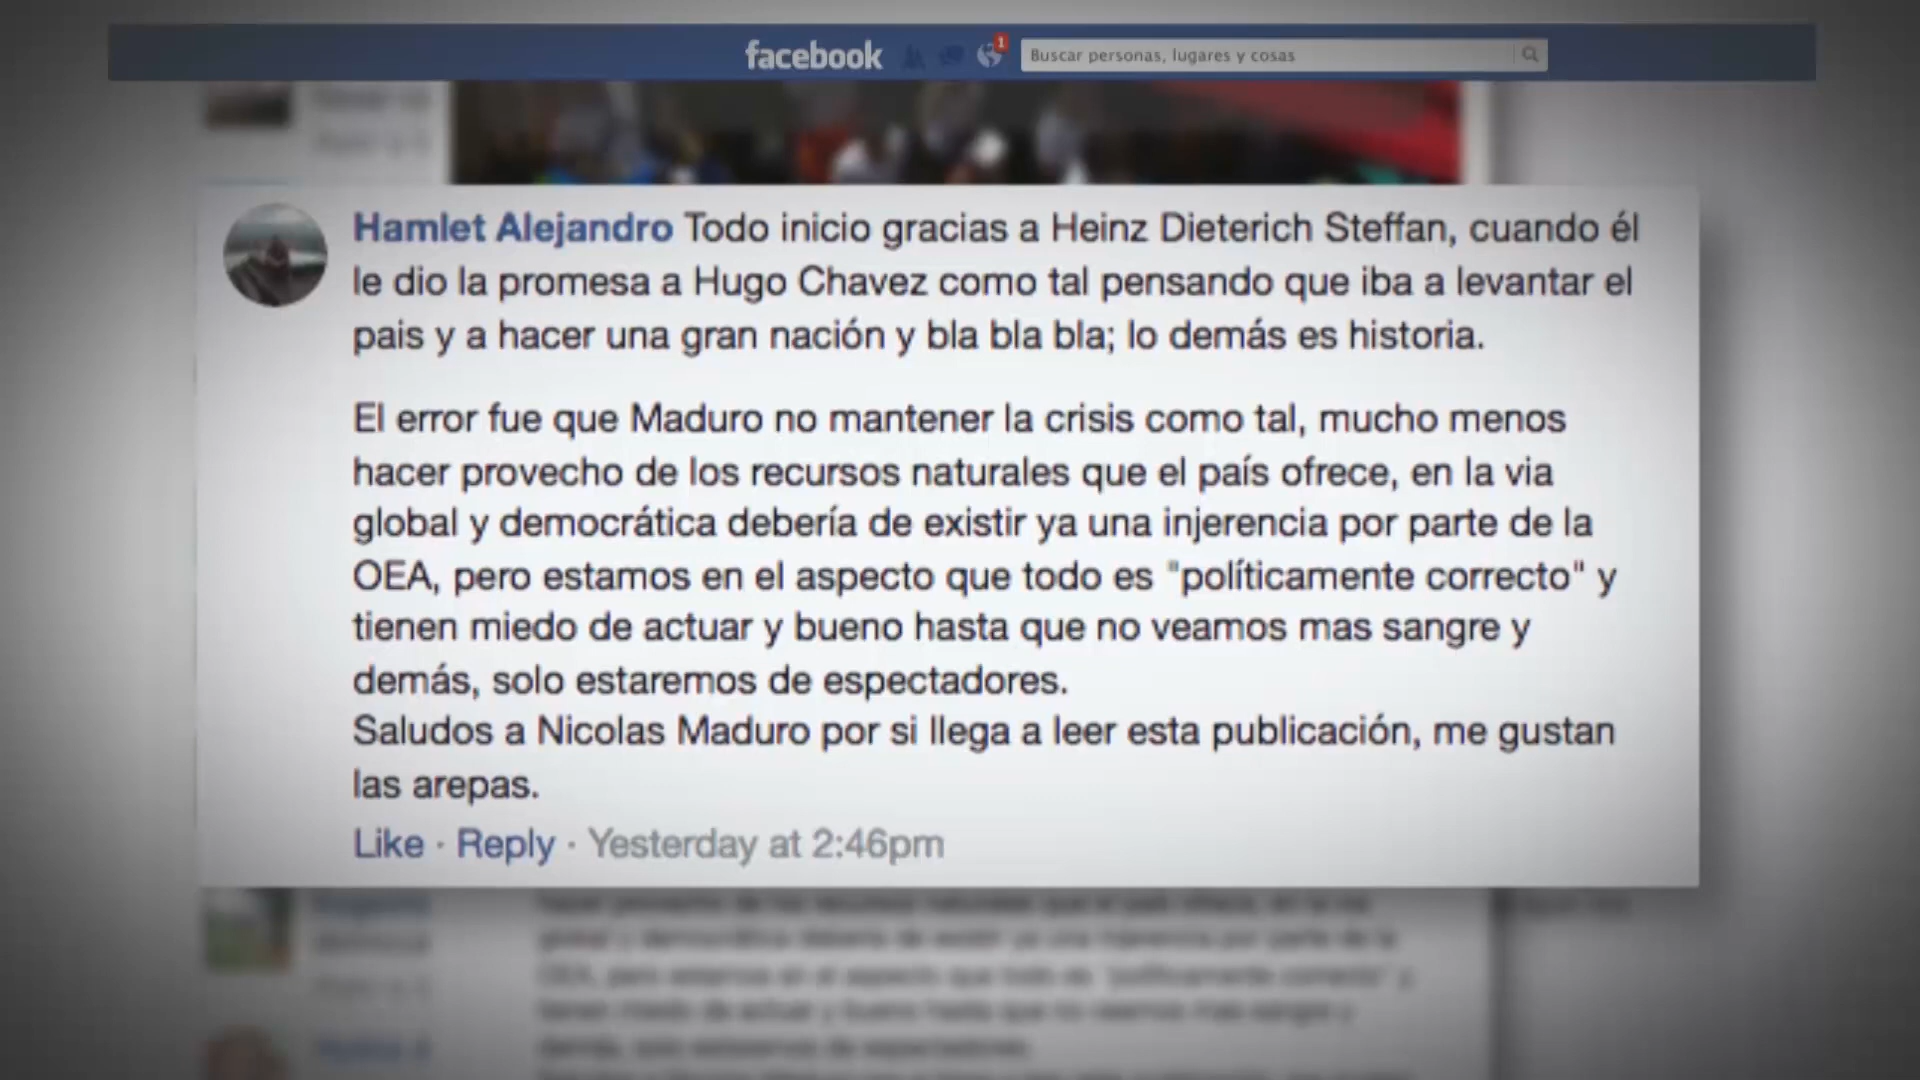 facebook
1
Buscar personas, lugares y cosas
Hamlet Alejandro Todo inicio gracias a Heinz Dieterich Steffan, cuando él
le dio la promesa a Hugo Chavez como tal pensando que iba a levantar el
pais y a hacer una gran nación y bla bla bla; lo demás es historia.
El error fue que Maduro no mantener la crisis como tal, mucho menos
hacer provecho de los recursos naturales que el país ofrece, en la via
global y democrática debería de existir ya una injerencia por parte de la
OEA, pero estamos en el aspecto que todo es "políticamente correcto" y
tienen miedo de actuar y bueno hasta que no veamos mas sangre y
demás, solo estaremos de espectadores.
Saludos a Nicolas Maduro por si llega a leer esta publicación, me gustan
las arepas.
Like · Reply · Yesterday at 2:46pm